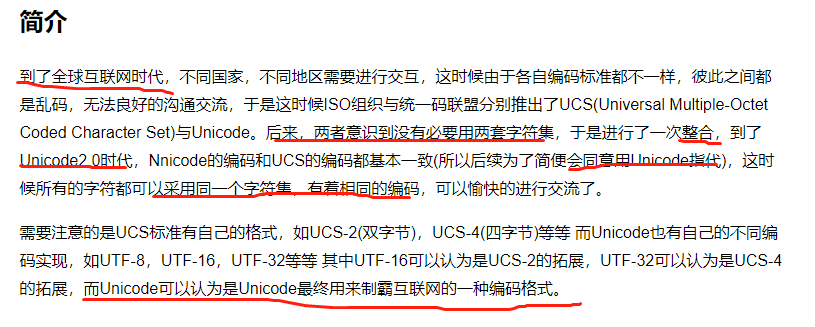 简介
到了全球互联网时代，不同国家，不同地区需要进行交互，这时候由于各自编码标准都不一样，彼此之间都
是乱码，无法良好的沟通交流，于是这时候ISO组织与统一码联盟分别推出了UCS(Universal Multiple-Octet
Coded Character Set)与Unicode。后来，两者意识到没有必要用两套字符集，于是进行了一次整合，到了
Unicode2.0时代，Nnicode的编码和UCS的编码都基本一致(所以后续为了简便会同意用Unicode指代)，这时
候所有的字符都可以采用同一个字符集，有着相同的编码，可以愉快的进行交流了。
需要注意的是UCS标准有自己的格式，如UCS-2(双字节)，UCS-4(四字节)等等 而Unicode也有自己的不同编
码实现，如UTF-8，UTF-16，UTF-32等等 其中UTF-16可以认为是UCS-2的拓展，UTF-32可以认为是UCS-4
的拓展，而Unicode可以认为是Unicode最终用来制霸互联网的一种编码格式。